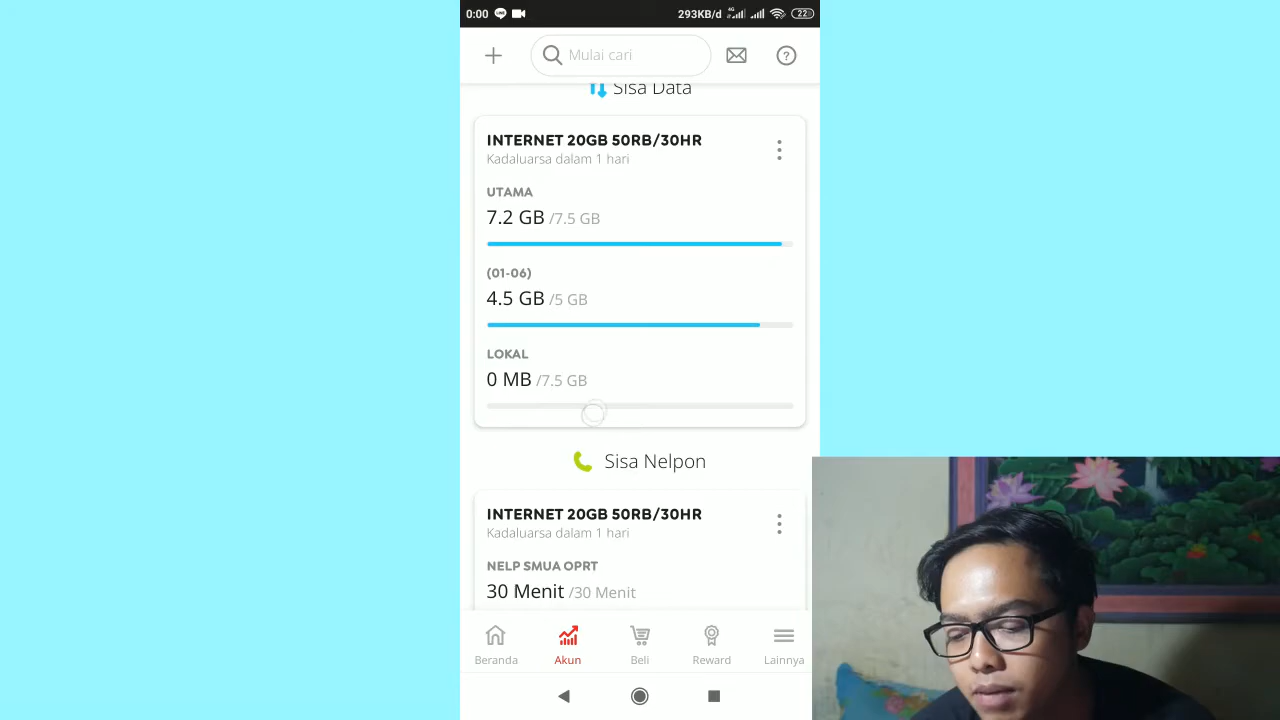 0:00 293KB/d 4G 22
Mulai cari
Sisa Data
INTERNET 20GB 50RB/30HR
Kadaluarsa dalam 1 hari
UTAMA
7.2 GB /7.5 GB
(01-06)
4.5 GB /5 GB
LOKAL
0 MB /7.5 GB
Sisa Nelpon
INTERNET 20GB 50RB/30HR
Kadaluarsa dalam 1 hari
NELP SMUA OPRT
30 Menit /30 Menit
Beranda Akun Beli Reward Lainnya